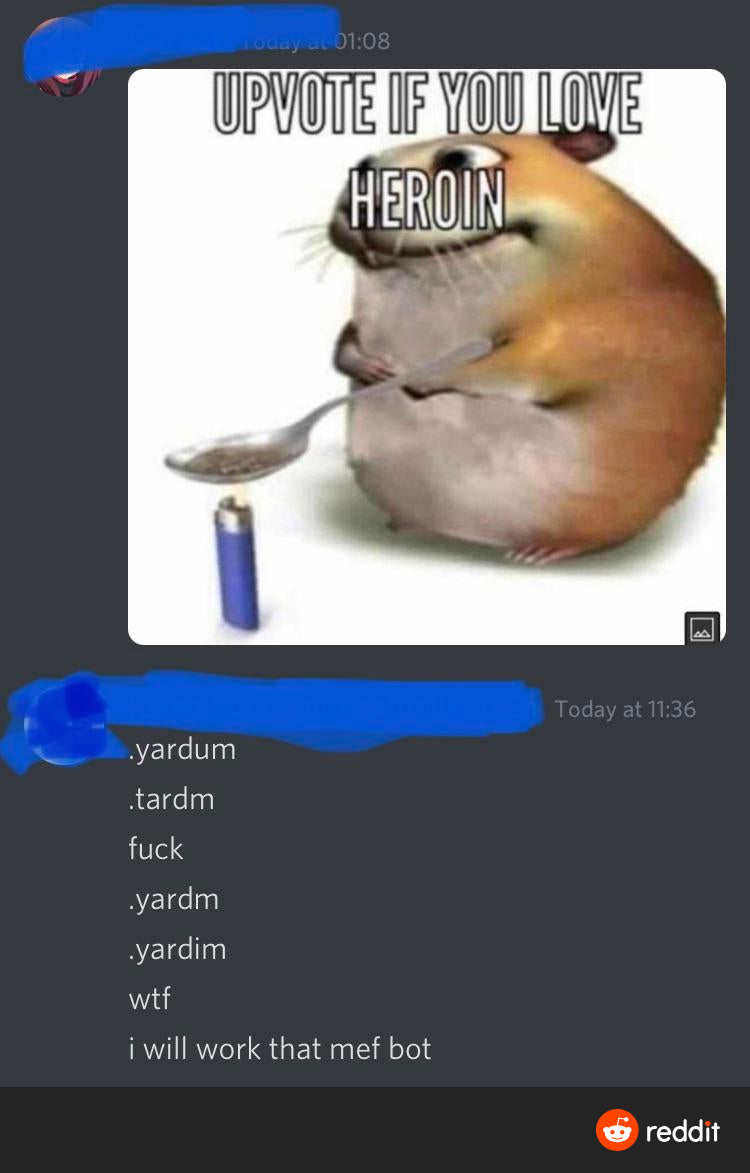 Today at 01:08
UPVOTE IF YOU LOVE
HEROIN
Today at 11:36
.yardum
.tardm
fuck
.yardm
.yardim
wtf
i will work that mef bot
reddit